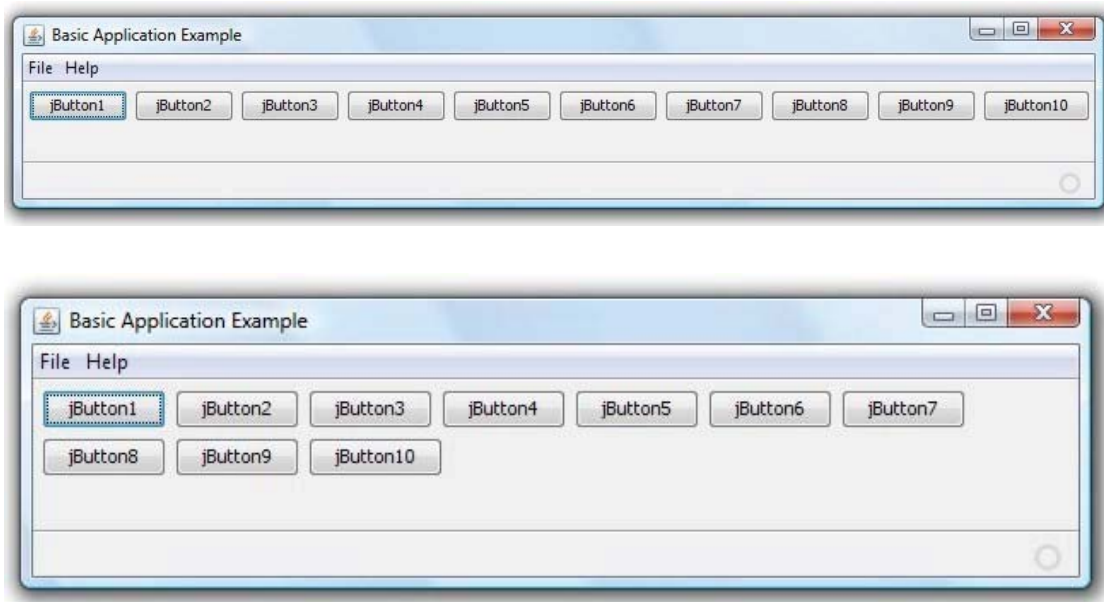 Basic Application Example
File Help
jButton1 jButton2 jButton3 jButton4 jButton5 jButton6 jButton7 jButton8 jButton9 jButton10
Basic Application Example
File Help
jButton1 jButton2 jButton3 jButton4 jButton5 jButton6 jButton7
jButton8 jButton9 jButton10